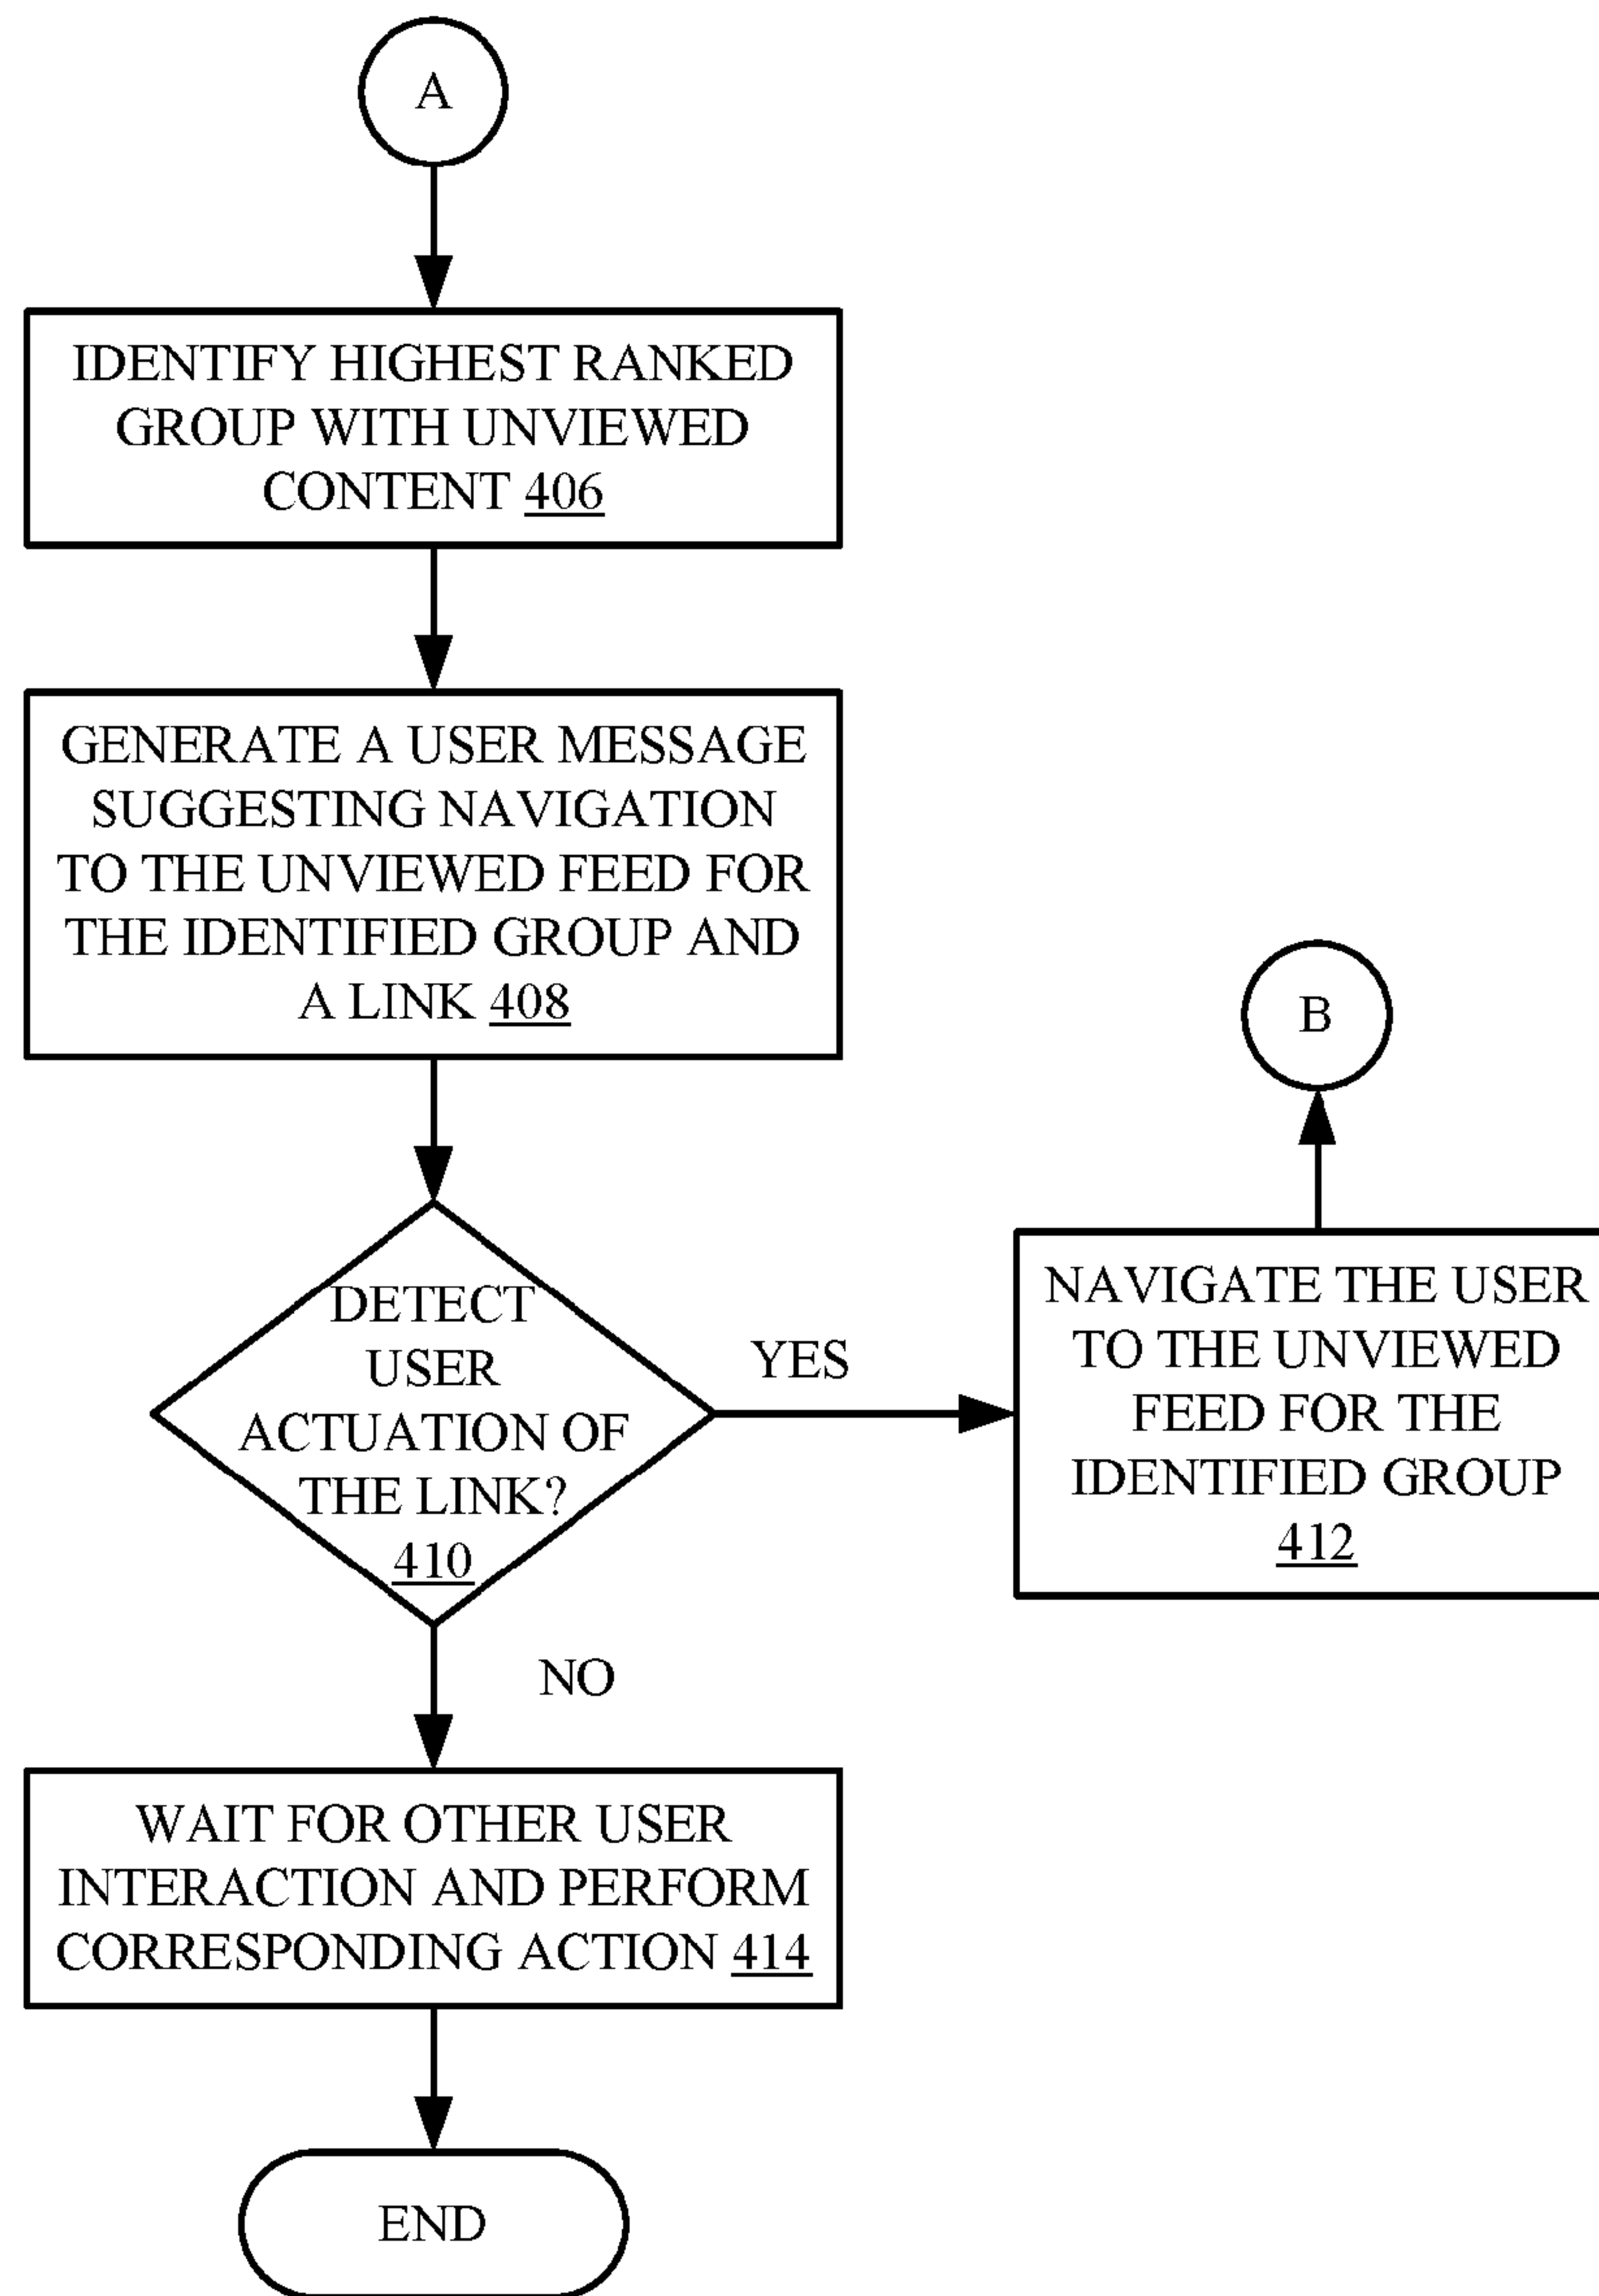 A
IDENTIFY HIGHEST RANKED
GROUP WITH UNVIEWED
CONTENT 406
GENERATE A USER MESSAGE
SUGGESTING NAVIGATION
TO THE UNVIEWED FEED FOR
THE IDENTIFIED GROUP AND
A LINK 408
DETECT
USER
ACTUATION OF
THE LINK?
410
YES
NAVIGATE THE USER
TO THE UNVIEWED
FEED FOR THE
IDENTIFIED GROUP
412
B
NO
WAIT FOR OTHER USER
INTERACTION AND PERFORM
CORRESPONDING ACTION 414
END